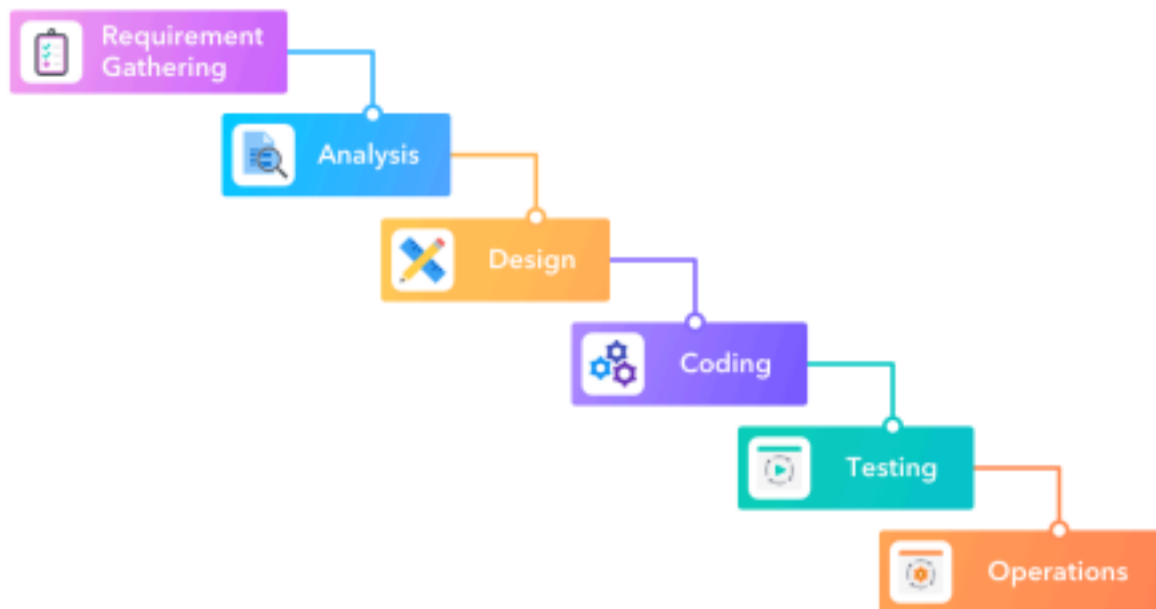 Requirement
Gathering
Analysis
Design
Coding
Testing
Operations